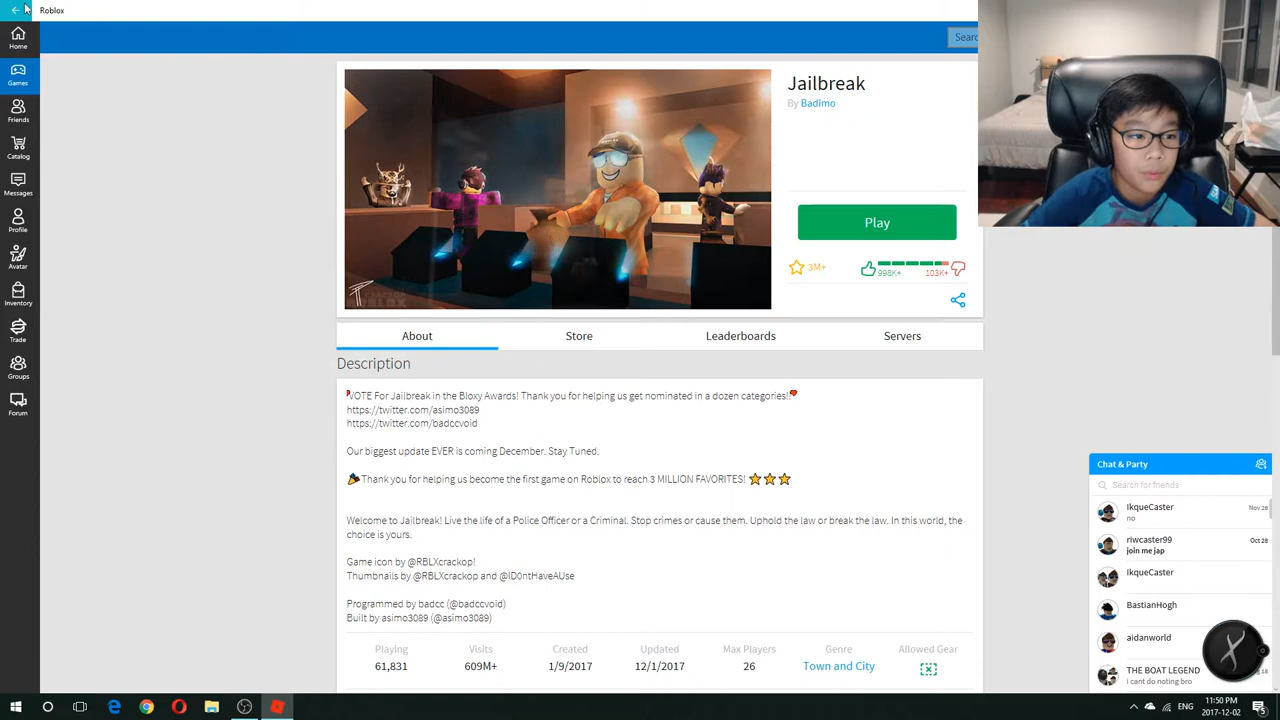 Roblox
Home
Games
Friends
Catalog
Messages
Profile
Avatar
Inventory
Trade
Groups
Forum
Sear
Jailbreak
By Badimo
Play
3M+
998K+
103K+
About
Store
Leaderboards
Servers
Description
VOTE For Jailbreak in the Bloxy Awards! Thank you for helping us get nominated in a dozen categories!
https://twitter.com/asimo3089
https://twitter.com/badccvoid
Our biggest update EVER is coming December. Stay Tuned.
Thank you for helping us become the first game on Roblox to reach 3 MILLION FAVORITES!
Welcome to Jailbreak! Live the life of a Police Officer or a Criminal. Stop crimes or cause them. Uphold the law or break the law. In this world, the
choice is yours.
Game icon by @RBLXcrackop!
Thumbnails by @RBLXcrackop and @ID0ntHaveAUse
Programmed by badcc (@badccvoid)
Built by asimo3089 (@asimo3089)
Playing
Visits
Created
Updated
Max Players
Genre
Allowed Gear
61,831
609M+
1/9/2017
12/1/2017
26
Town and City
Chat & Party
Search for friends
IkqueCaster
Nov 28
no
riwcaster99
Oct 28
join me jap
IkqueCaster
BastianHogh
aidanworld
THE BOAT LEGEND
i cant do noting bro
ENG
11:50 PM
2017-12-02
5